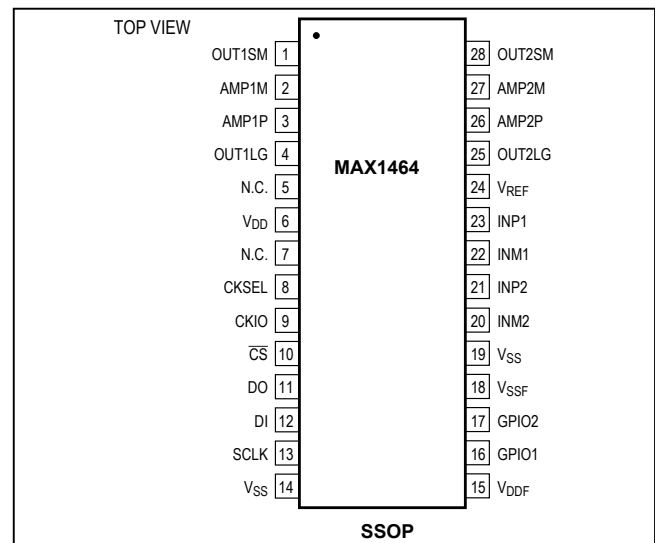 TOP VIEW
OUT1SM 1 28 OUT2SM
AMP1M 2 27 AMP2M
AMP1P 3 26 AMP2P
OUT1LG 4 25 OUT2LG
MAX1464
N.C. 5 24 VREF
VDD 6 23 INP1
N.C. 7 22 INM1
CKSEL 8 21 INP2
CKIO 9 20 INM2
C̅S̅ 10 19 VSS
DO 11 18 VSSF
DI 12 17 GPIO2
SCLK 13 16 GPIO1
VSS 14 15 VDDF
SSOP